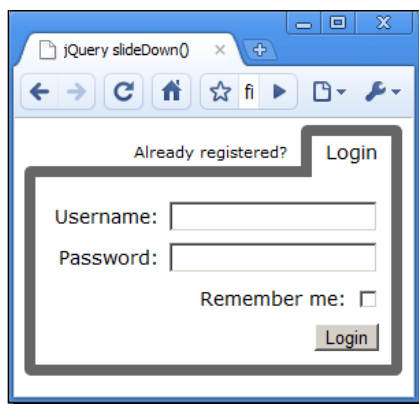 jQuery slideDown()
fi
Already registered? Login
Username:
Password:
Remember me:
Login